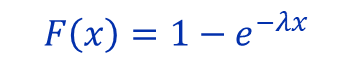 F(x) = 1 − e^{−λx}